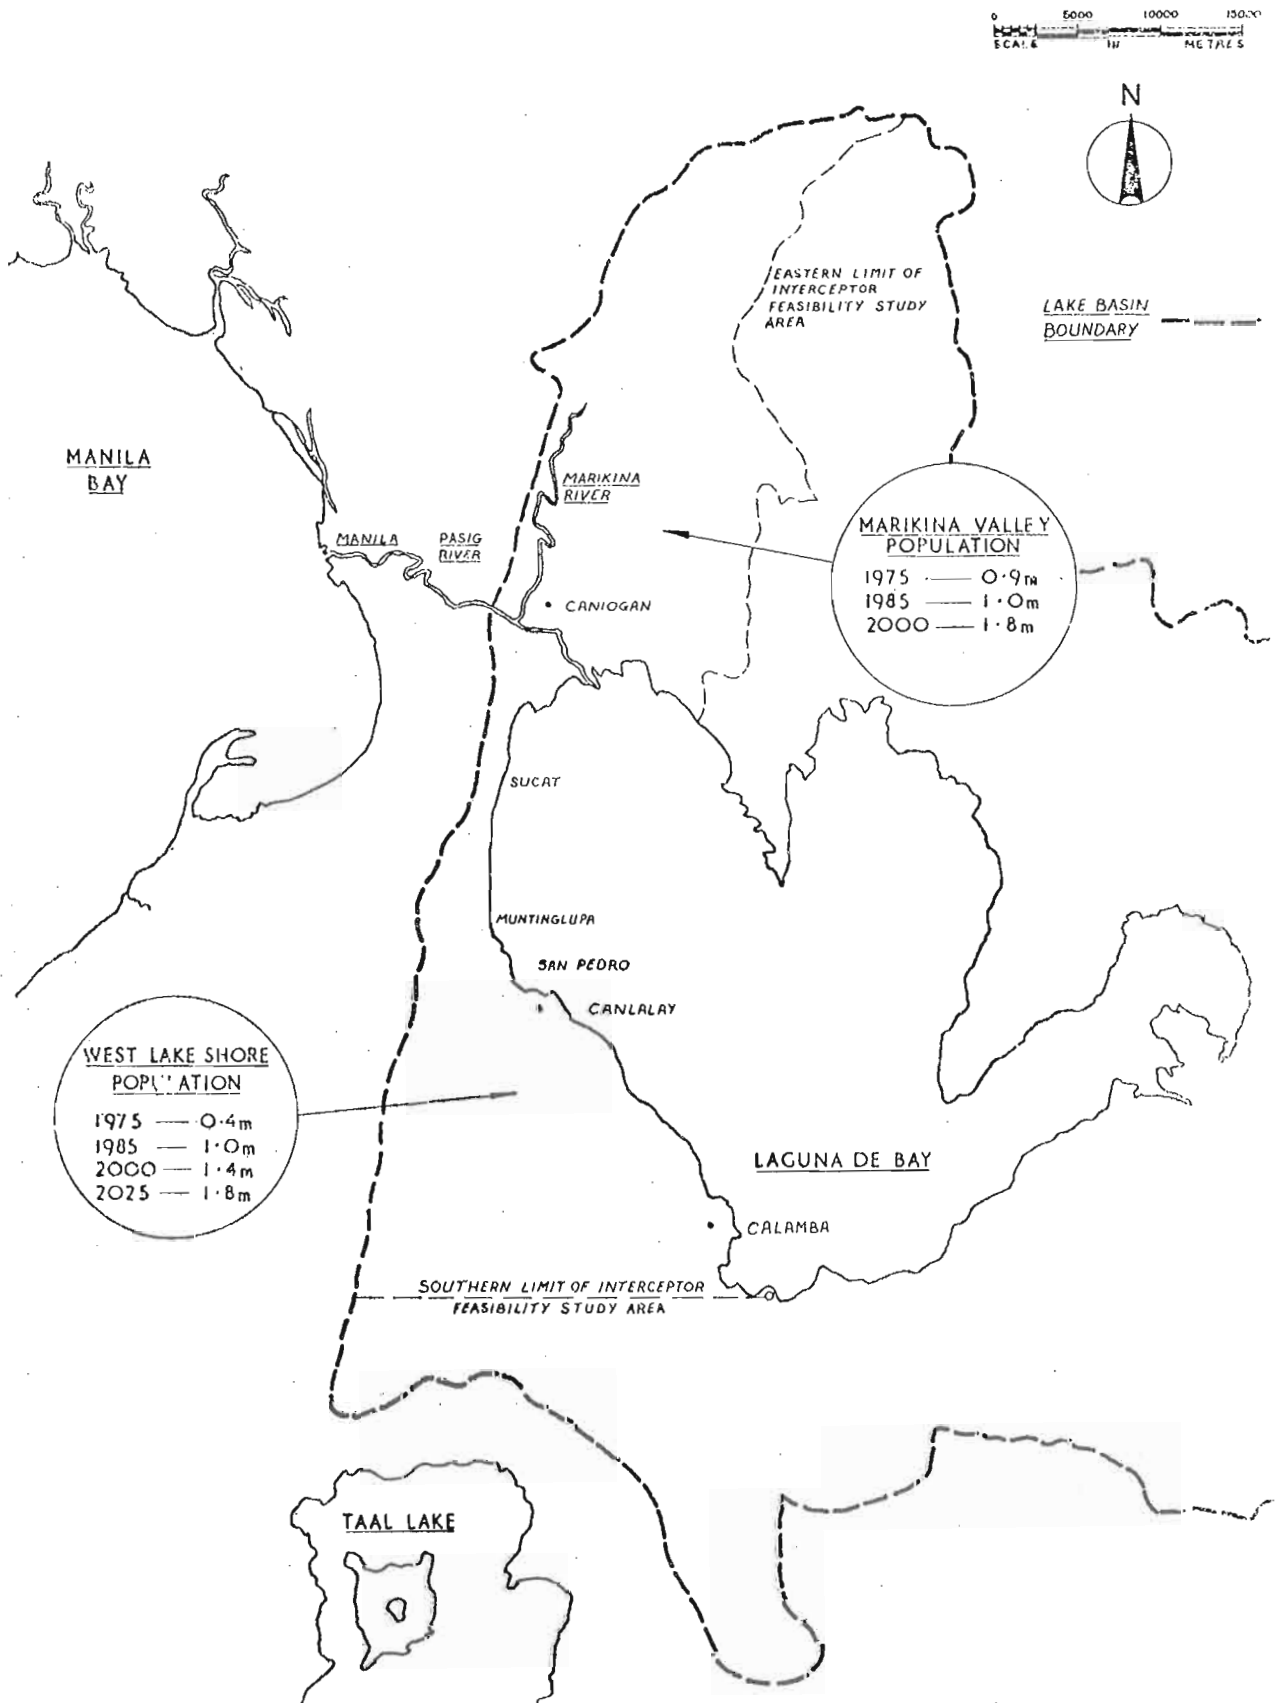 0 5000 10000 15000
SCALE IN METRES
N
EASTERN LIMIT OF
INTERCEPTOR
FEASIBILITY STUDY
AREA
LAKE BASIN
BOUNDARY
MANILA
BAY
MARIKINA
RIVER
MANILA
PASIG
RIVER
MARIKINA VALLEY
POPULATION
1975 — 0.9m
1985 — 1.0m
2000 — 1.8m
CANIOGAN
SUCAT
MUNTINGLUPA
SAN PEDRO
CANLALAY
WEST LAKE SHORE
POPULATION
1975 — 0.4m
1985 — 1.0m
2000 — 1.4m
2025 — 1.8m
LAGUNA DE BAY
CALAMBA
SOUTHERN LIMIT OF INTERCEPTOR
FEASIBILITY STUDY AREA
TAAL LAKE